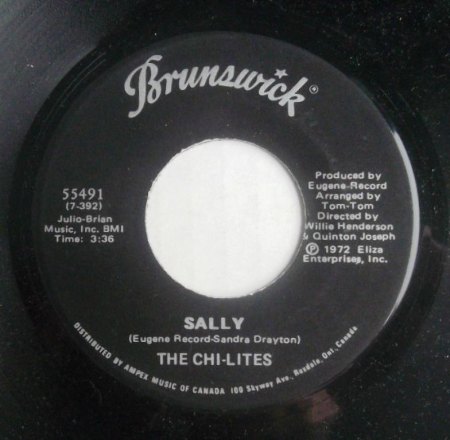 Brunswick®
55491
(7-392)
Julio-Brian
Music, Inc. BMI
Time: 3:36
Produced by
Eugene-Record
Arranged by
Tom-Tom
Directed by
Willie Henderson
& Quinton Joseph
Ⓟ 1972 Eliza
Enterprises, Inc.
SALLY
(Eugene Record-Sandra Drayton)
THE CHI-LITES
DISTRIBUTED BY AMPEX MUSIC OF CANADA 100 Skyway Ave., Rexdale, Ont., Canada